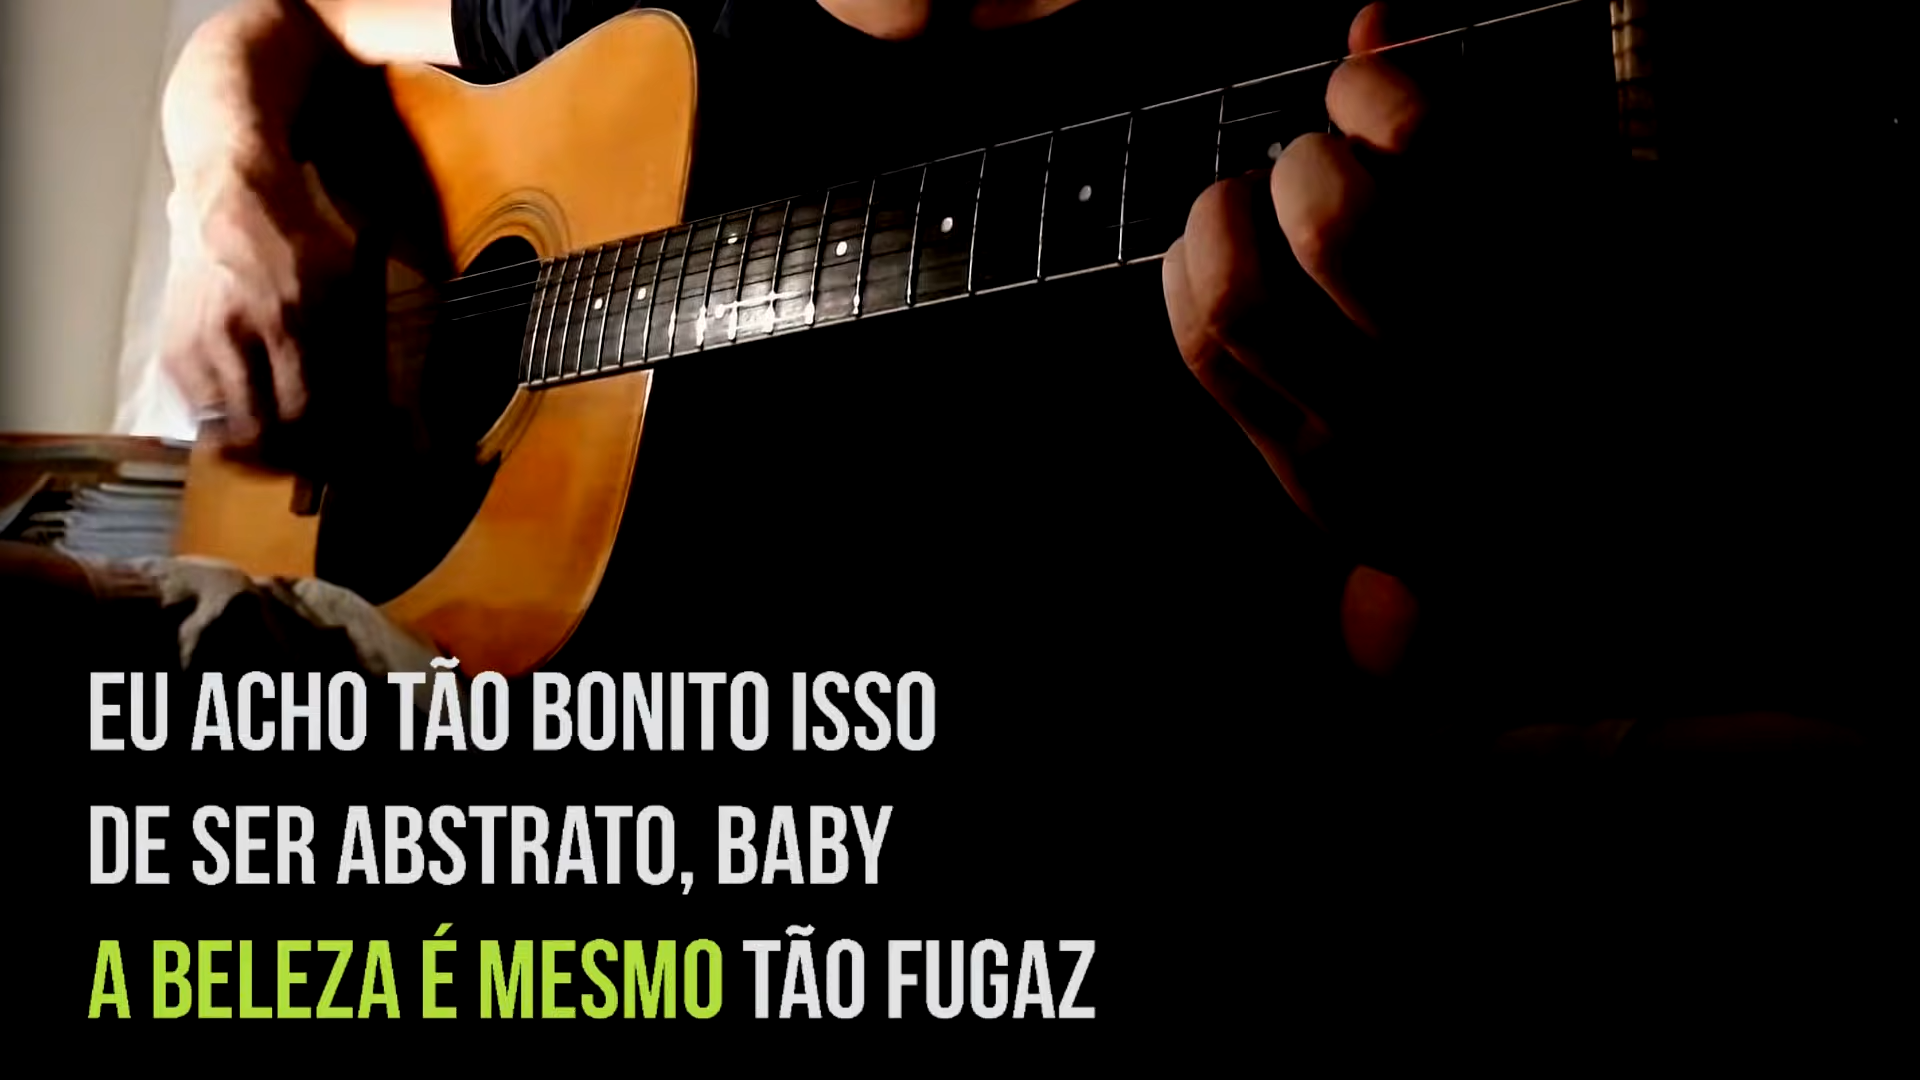 EU ACHO TÃO BONITO ISSO
DE SER ABSTRATO, BABY
A BELEZA É MESMO TÃO FUGAZ